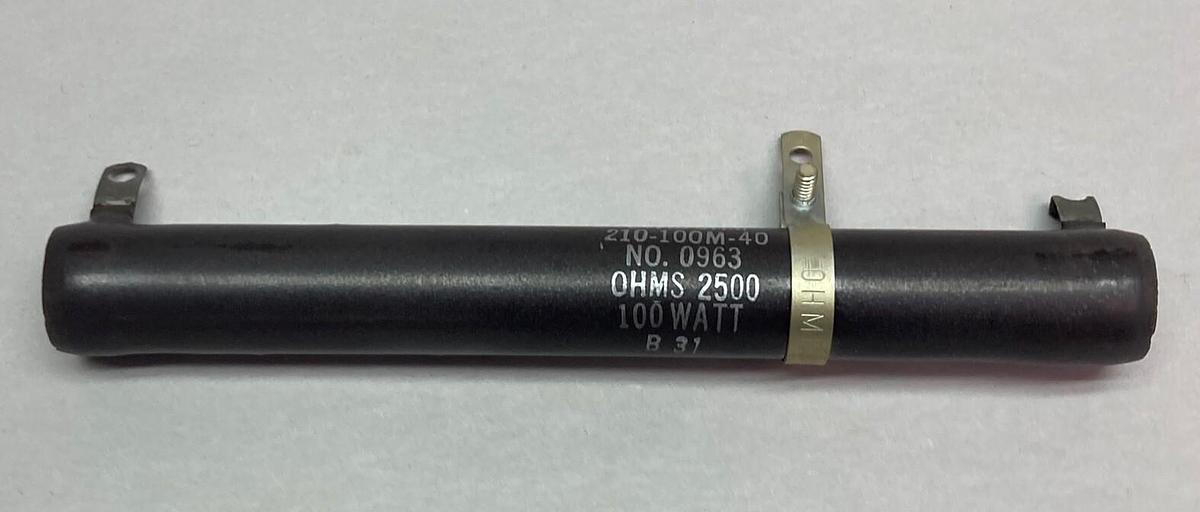 210-100M-40
NO. 0963
OHMS 2500
100 WATT
B 31
OHM